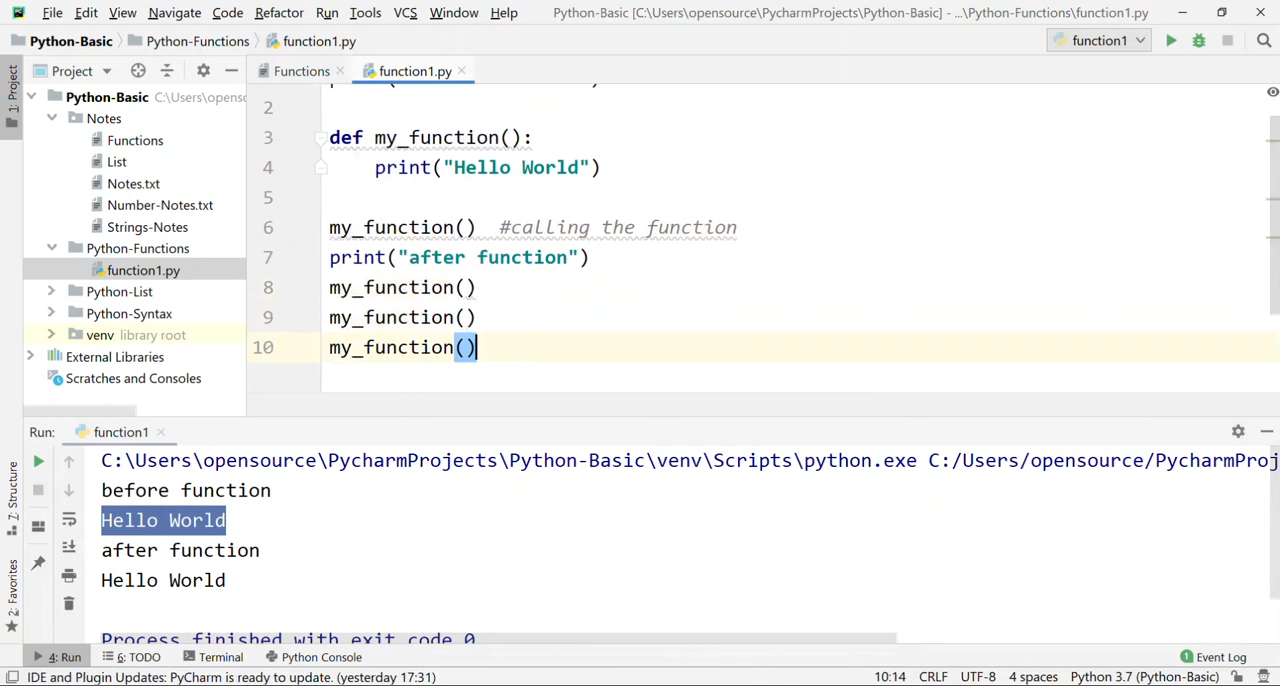 File Edit View Navigate Code Refactor Run Tools VCS Window Help Python-Basic [C:\Users\opensource\PycharmProjects\Python-Basic] - ...\Python-Functions\function1.py
Python-Basic Python-Functions function1.py function1
1: Project
Project
Functions function1.py
Python-Basic C:\Users\openso
Notes
Functions
List
Notes.txt
Number-Notes.txt
Strings-Notes
Python-Functions
function1.py
Python-List
Python-Syntax
venv library root
External Libraries
Scratches and Consoles
2
3 def my_function():
4 print("Hello World")
5
6 my_function() #calling the function
7 print("after function")
8 my_function()
9 my_function()
10 my_function()
Run: function1
7: Structure
2: Favorites
C:\Users\opensource\PycharmProjects\Python-Basic\venv\Scripts\python.exe C:/Users/opensource/PycharmProj
before function
Hello World
after function
Hello World
Process finished with exit code 0
4: Run 6: TODO Terminal Python Console 1 Event Log
IDE and Plugin Updates: PyCharm is ready to update. (yesterday 17:31) 10:14 CRLF UTF-8 4 spaces Python 3.7 (Python-Basic)